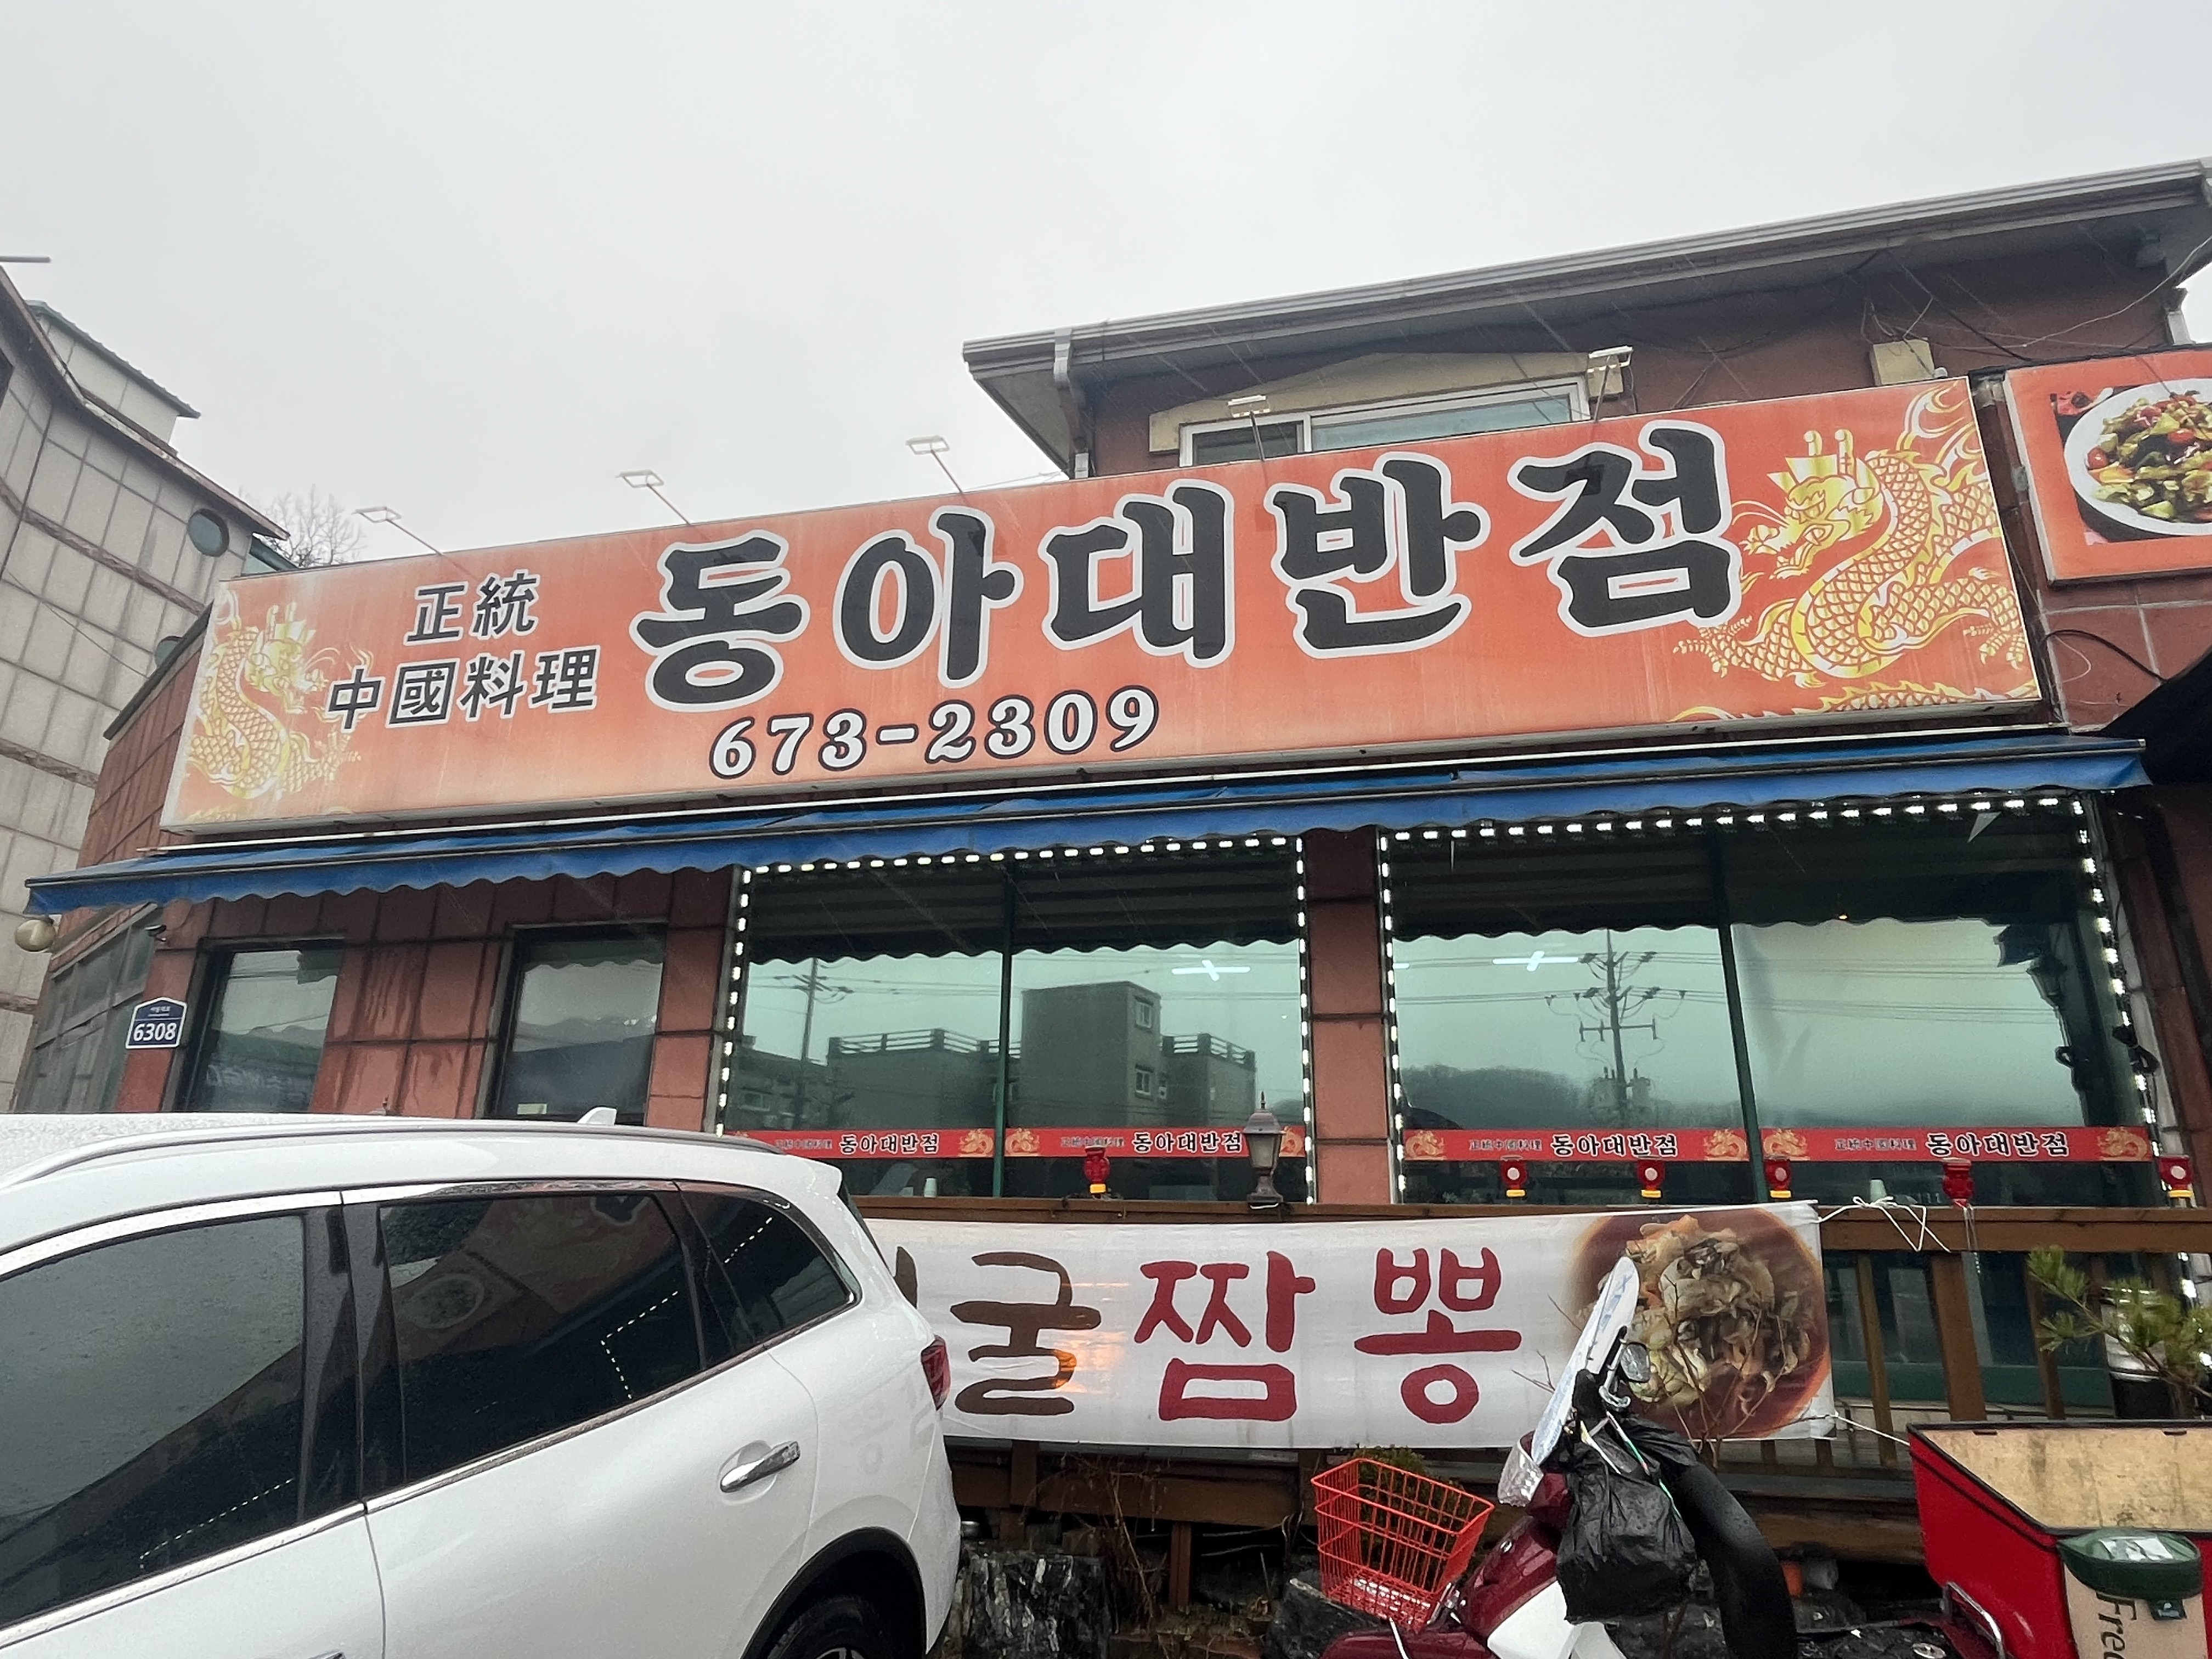 正統
中國料理
동아대반점
673-2309
6308
正統中國料理 동아대반점
正統中國料理 동아대반점
正統中國料理 동아대반점
正統中國料理 동아대반점
굴짬뽕